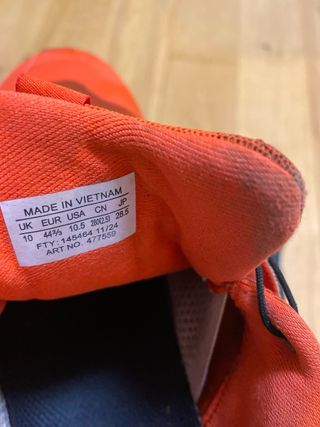 MADE IN VIETNAM
UK EUR USA CN JP
10 44⅔ 10.5 280(2.5) 28.5
FTY: 145464 11/24
ART NO. 477559